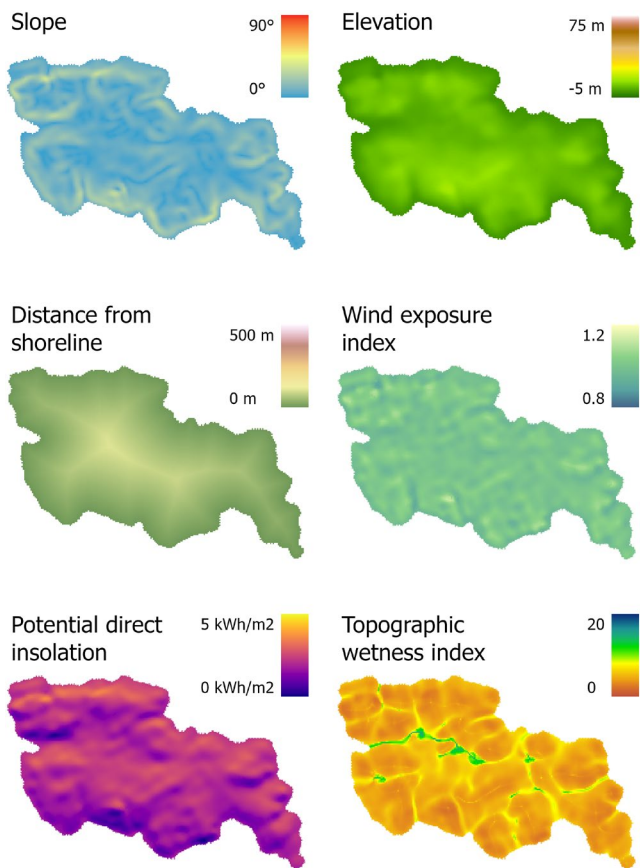 Slope
90°
0°
Elevation
75 m
-5 m
Distance from
shoreline
500 m
0 m
Wind exposure
index
1.2
0.8
Potential direct
insolation
5 kWh/m2
0 kWh/m2
Topographic
wetness index
20
0